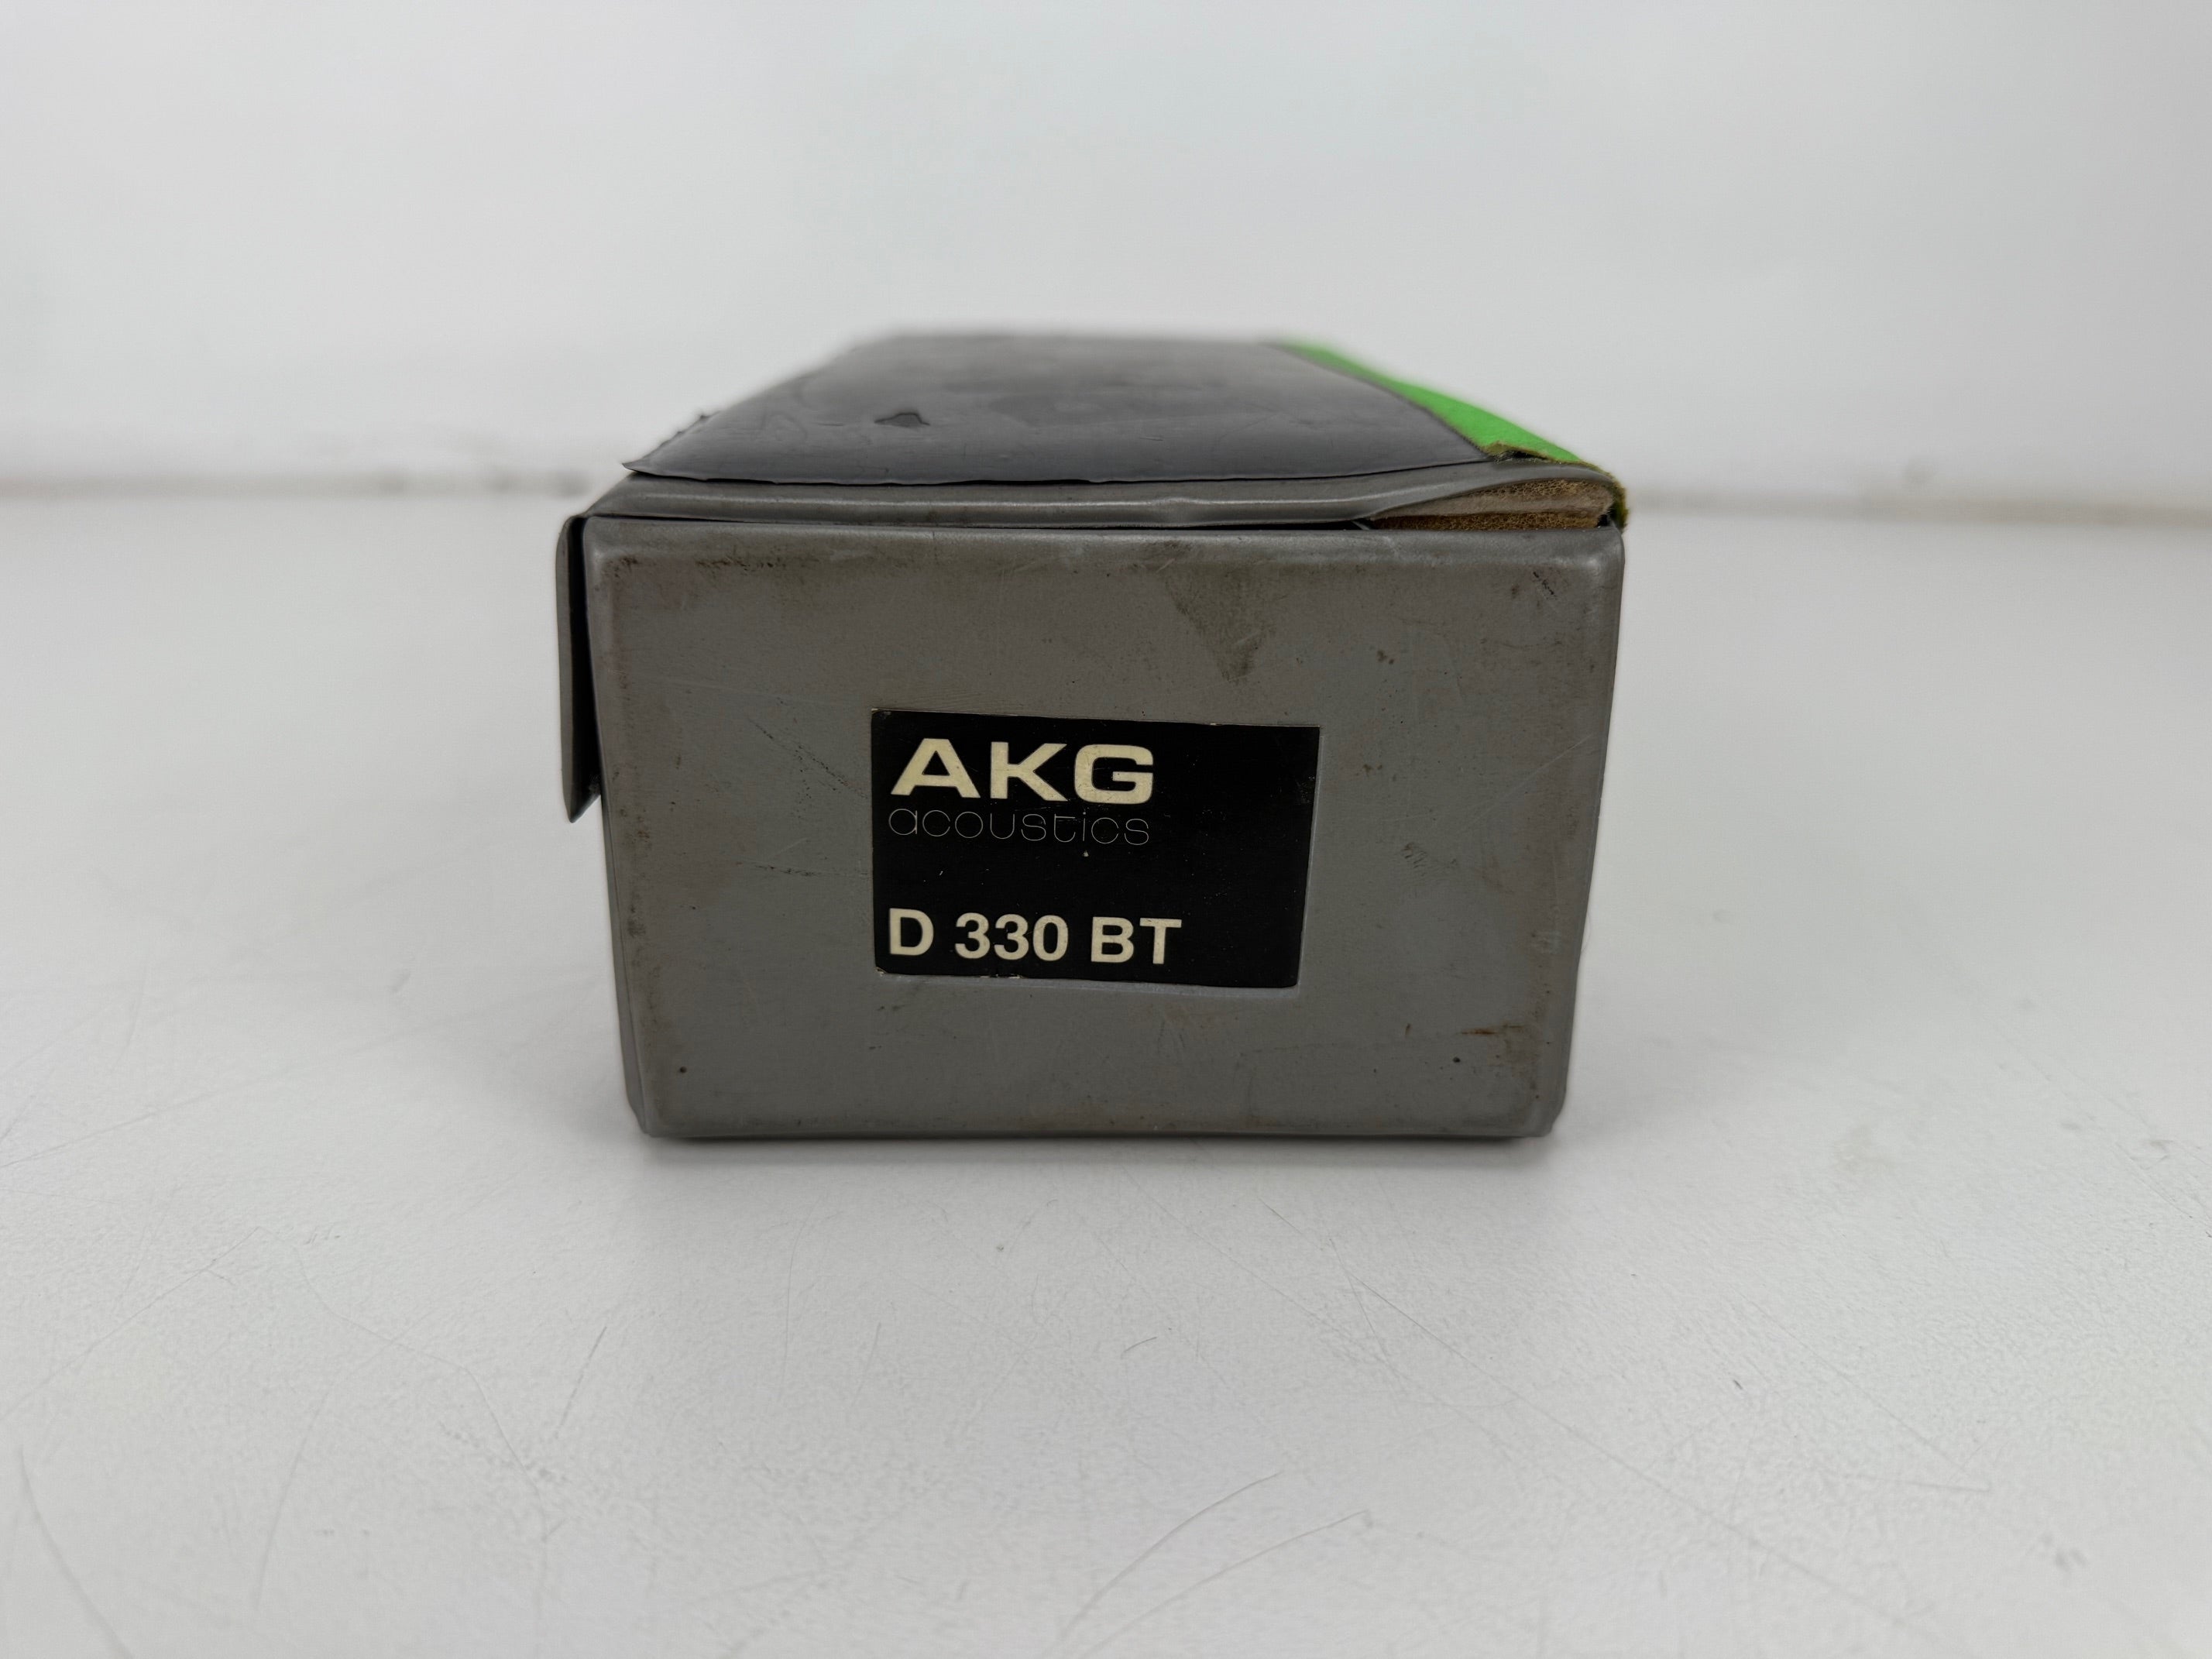 AKG
acoustics
D 330 BT